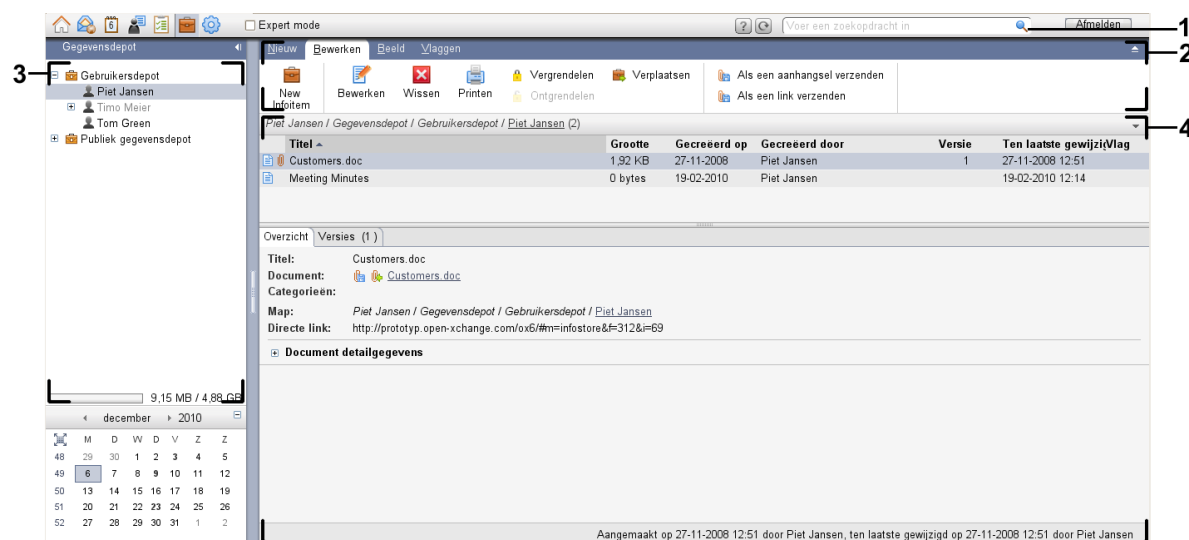 6 Expert mode ? Voer een zoekopdracht in Afmelden 1
Gegevensdepot Nieuw Bewerken Beeld Vlaggen 2
3
Gebruikersdepot
Piet Jansen
Timo Meier
Tom Green
Publiek gegevensdepot
New Infoitem Bewerken Wissen Printen Vergrendelen Verplaatsen Als een aanhangsel verzenden
Ontgrendelen Als een link verzenden
Piet Jansen / Gegevensdepot / Gebruikersdepot / Piet Jansen (2) 4
Titel Grootte Gecreëerd op Gecreëerd door Versie Ten laatste gewijzi Vlag
Customers.doc 1,92 KB 27-11-2008 Piet Jansen 1 27-11-2008 12:51
Meeting Minutes 0 bytes 19-02-2010 Piet Jansen 19-02-2010 12:14
Overzicht Versies (1 )
Titel: Customers.doc
Document: Customers.doc
Categorieën:
Map: Piet Jansen / Gegevensdepot / Gebruikersdepot / Piet Jansen
Directe link: http://prototyp.open-xchange.com/ox6/#m=infostore&f=312&i=69
Document detailgegevens
9,15 MB / 4,88 GB
december 2010
M D W D V Z Z
48 29 30 1 2 3 4 5
49 6 7 8 9 10 11 12
50 13 14 15 16 17 18 19
51 20 21 22 23 24 25 26
52 27 28 29 30 31 1 2
Aangemaakt op 27-11-2008 12:51 door Piet Jansen, ten laatste gewijzigd op 27-11-2008 12:51 door Piet Jansen